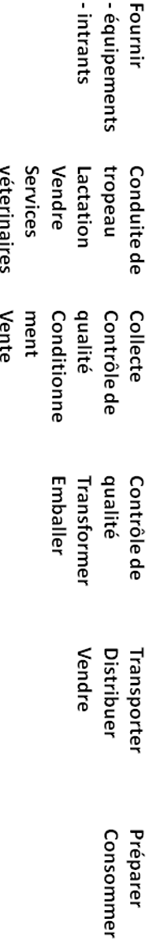 Fournir
- équipements
- intrants
Conduite de
tropeau
Lactation
Vendre
Services
véterinaires
Collecte
Contrôle de
qualité
Conditionne
ment
Vente
Contrôle de
qualité
Transformer
Emballer
Transporter
Distribuer
Vendre
Préparer
Consommer